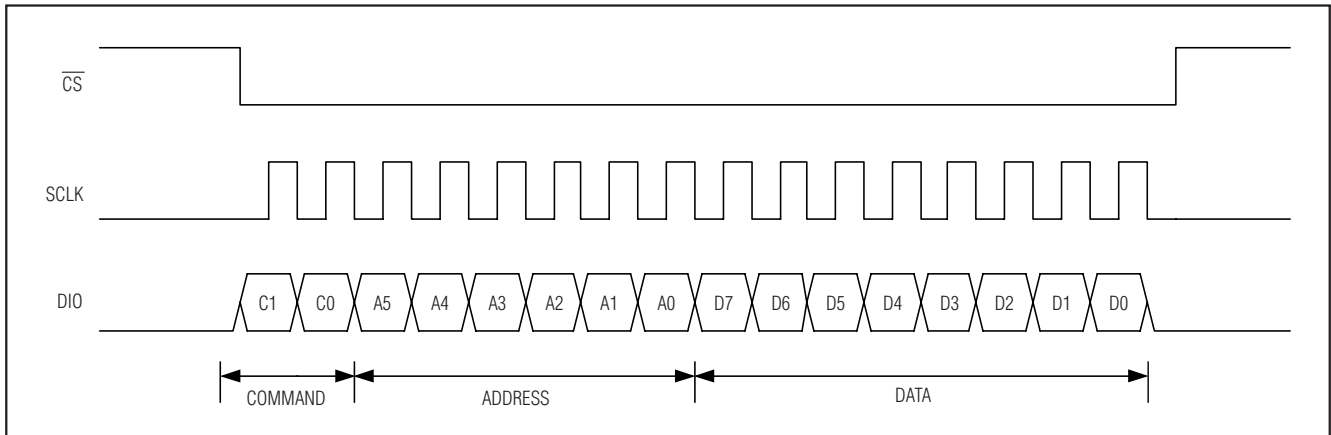 CS
SCLK
DIO
C1 C0 A5 A4 A3 A2 A1 A0 D7 D6 D5 D4 D3 D2 D1 D0
COMMAND ADDRESS DATA